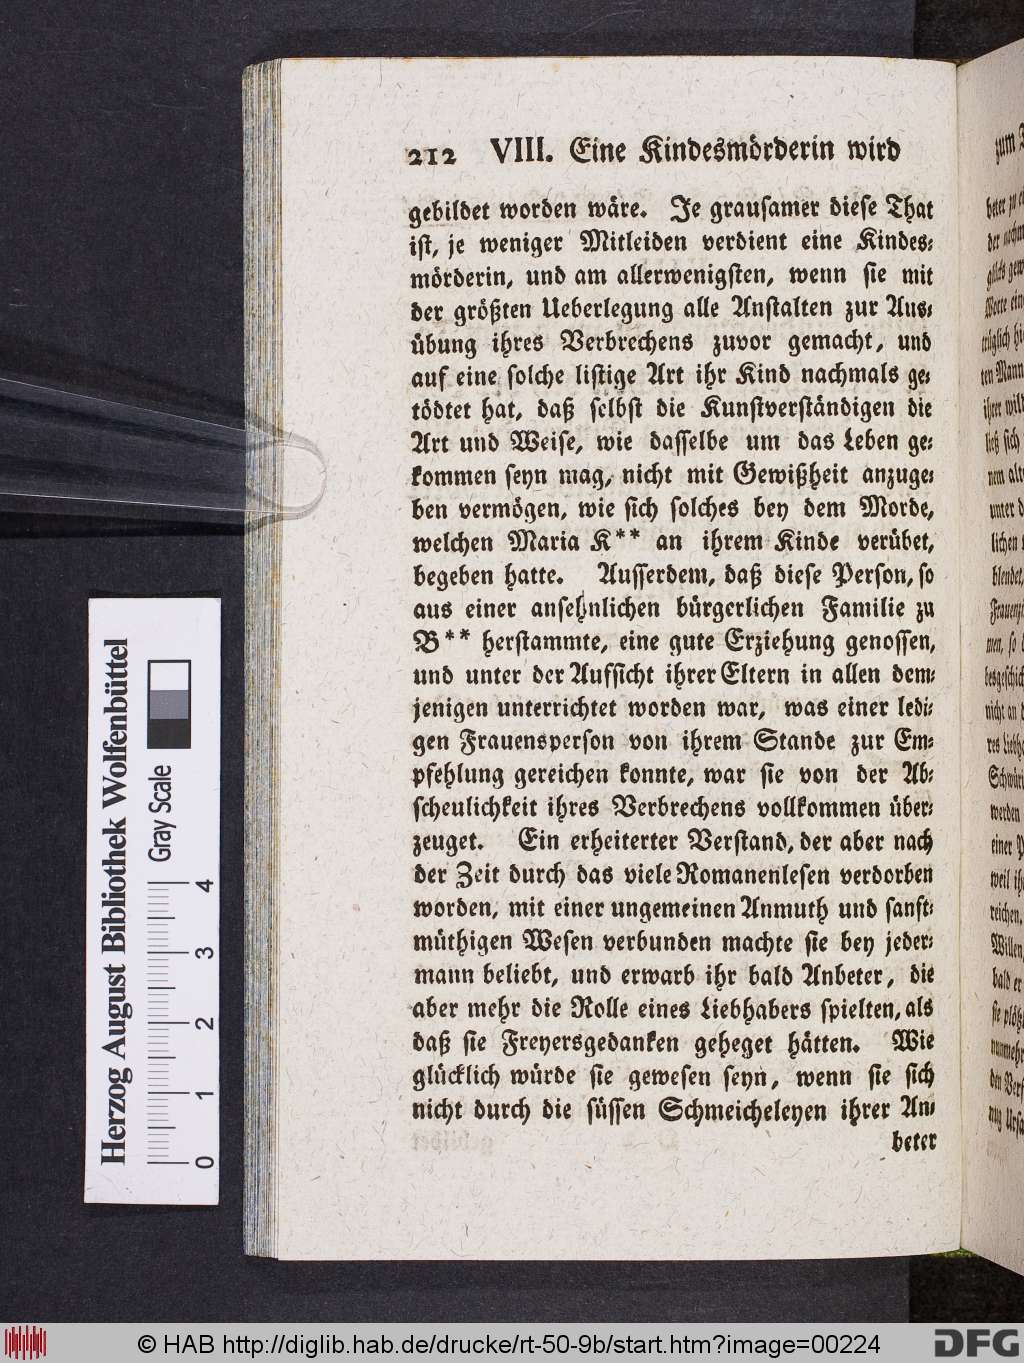 212 VIII. Eine Kindesmörderin wird
gebildet worden wäre. Je grausamer diese That
ist, je weniger Mitleiden verdient eine Kindes-
mörderin, und am allerwenigsten, wenn sie mit
der größten Ueberlegung alle Anstalten zur Aus-
übung ihres Verbrechens zuvor gemacht, und
auf eine solche listige Art ihr Kind nachmals ge-
tödtet hat, daß selbst die Kunstverständigen die
Art und Weise, wie dasselbe um das Leben ge-
kommen seyn mag, nicht mit Gewißheit anzuge-
ben vermögen, wie sich solches bey dem Morde,
welchen Maria K** an ihrem Kinde verübet,
begeben hatte. Ausserdem, daß diese Person, so
aus einer ansehnlichen bürgerlichen Familie zu
B** herstammte, eine gute Erziehung genossen,
und unter der Aufsicht ihrer Eltern in allen dem-
jenigen unterrichtet worden war, was einer ledi-
gen Frauensperson von ihrem Stande zur Em-
pfehlung gereichen konnte, war sie von der Ab-
scheulichkeit ihres Verbrechens vollkommen über-
zeuget. Ein erheiterter Verstand, der aber nach
der Zeit durch das viele Romanenlesen verdorben
worden, mit einer ungemeinen Anmuth und sanft-
müthigen Wesen verbunden machte sie bey jeder-
mann beliebt, und erwarb ihr bald Anbeter, die
aber mehr die Rolle eines Liebhabers spielten, als
daß sie Freyersgedanken geheget hätten. Wie
glücklich würde sie gewesen seyn, wenn sie sich
nicht durch die süssen Schmeicheleyen ihrer An-
beter
zum
Herzog August Bibliothek Wolfenbüttel
Gray Scale
0 1 2 3 4
© HAB http://diglib.hab.de/drucke/rt-50-9b/start.htm?image=00224
DFG